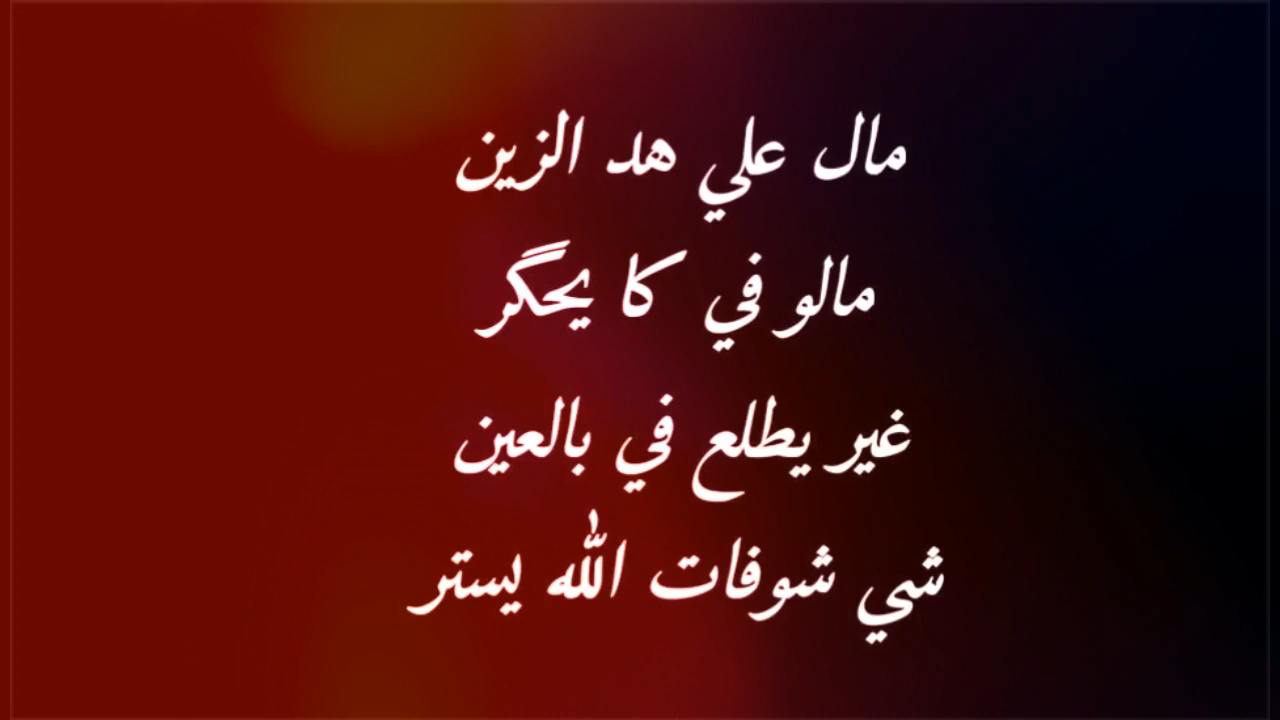 مال علي هد الزين
مالو في كا يحگر
غير يطلع في بالعين
شي شوفات الله يستر